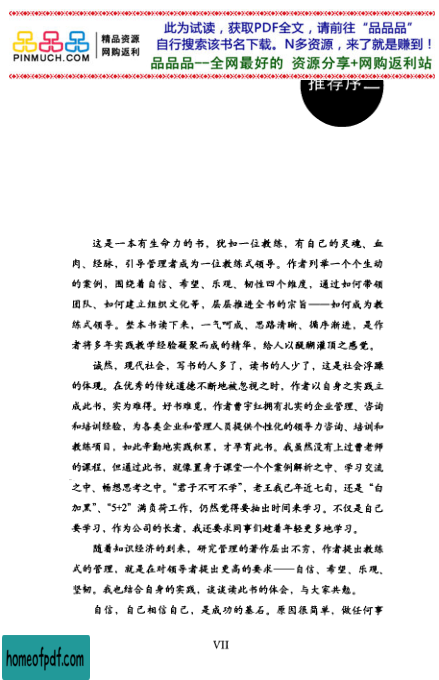 品品品
PINMUCH.COM
精品资源
网购返利
此为试读，获取PDF全文，请前往“品品品”
自行搜索该书名下载。N多资源，来了就是赚到！
品品品--全网最好的 资源分享+网购返利站
推荐序二
这是一本有生命力的书，犹如一位教练，有自己的灵魂、血
肉、经脉，引导管理者成为一位教练式领导。作者列举一个个生动
的案例，围绕着自信、希望、乐观、韧性四个维度，通过如何带领
团队、如何建立组织文化等，层层推进全书的宗旨——如何成为教
练式领导。整本书读下来，一气呵成、思路清晰、循序渐进，是作
者将多年实践教学经验凝聚而成的精华，给人以醍醐灌顶之感觉。
诚然，现代社会，写书的人多了，读书的人少了，这是社会浮躁
的体现。在优秀的传统道德不断地被忽视之时，作者以自身之实践立
成此书，实为难得。好书难觅，作者曹宇红拥有扎实的企业管理、咨询
和培训经验，为各类企业和管理人员提供个性化的领导力咨询、培训和
教练项目，如此辛勤地实践积累，才孕育此书。我虽然没有上过曹老师
的课程，但通过此书，就像置身于课堂一个个案例解析之中、学习交流
之中、畅想思考之中。“君子不可不学”，老王我已年近七旬，还是“白
加黑”、“5+2”满负荷工作，仍然觉得要抽出时间来学习。不仅是自己
要学习，作为公司的长者，我还要求同事们趁着年轻更多地学习。
随着知识经济的到来，研究管理的著作层出不穷，作者提出教练
式的管理，就是在对领导者提出更高的要求——自信、希望、乐观、
坚韧。我也结合自身的实践，谈谈读此书的体会，与大家共勉。
自信，自己相信自己，是成功的基石。原因很简单，做任何事
VII
homeofpdf.com